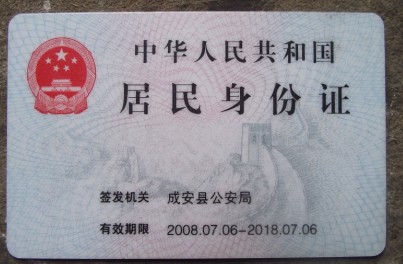 中华人民共和国
居民身份证
签发机关 成安县公安局
有效期限 2008.07.06-2018.07.06